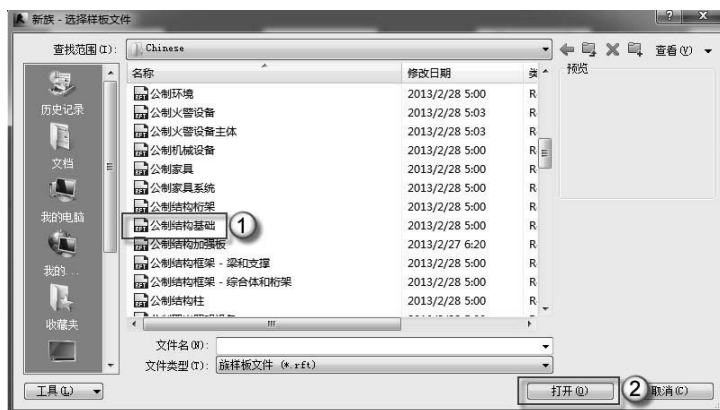 新族 - 选择样板文件
查找范围(I):
Chinese
查看(V)
名称
修改日期
类
预览
公制环境 2013/2/28 5:00 R
公制火警设备 2013/2/28 5:03 R
公制火警设备主体 2013/2/28 5:03 R
公制机械设备 2013/2/28 5:00 R
公制家具 2013/2/28 5:00 R
公制家具系统 2013/2/28 5:00 R
公制结构桁架 2013/2/28 5:00 R
公制结构基础 2013/2/28 5:00 R
1
公制结构加强板 2013/2/27 6:20 R
公制结构框架 - 梁和支撑 2013/2/28 5:00 R
公制结构框架 - 综合体和桁架 2013/2/28 5:00 R
公制结构柱 2013/2/28 5:00 R
历史记录
文档
我的电脑
我的...
收藏夹
文件名(N):
文件类型(T): 族样板文件 (*.rft)
工具(L)
打开(O)
2
取消(C)